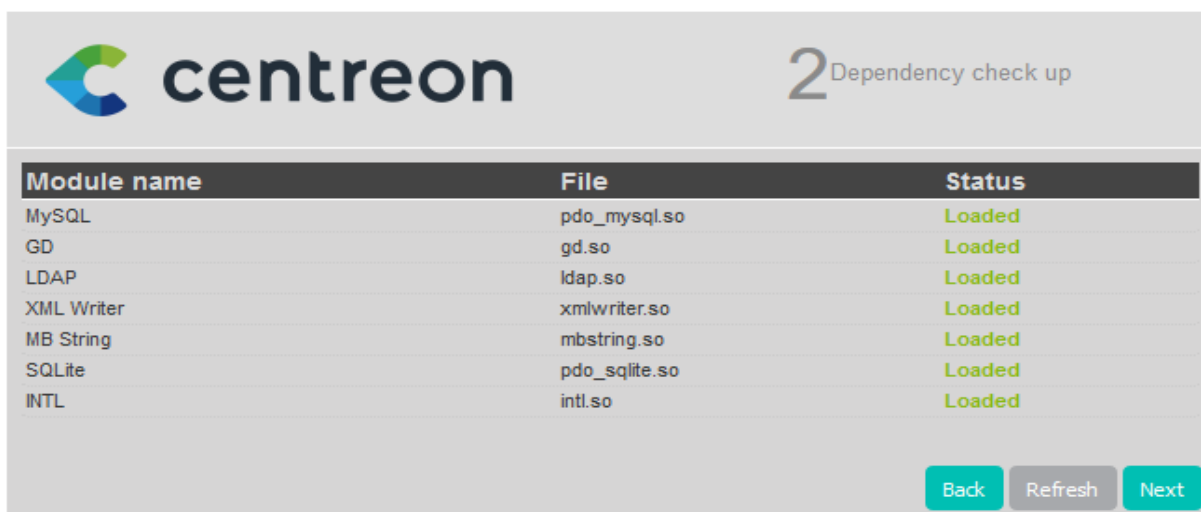 centreon
2 Dependency check up
Module name File Status
MySQL pdo_mysql.so Loaded
GD gd.so Loaded
LDAP ldap.so Loaded
XML Writer xmlwriter.so Loaded
MB String mbstring.so Loaded
SQLite pdo_sqlite.so Loaded
INTL intl.so Loaded
Back Refresh Next